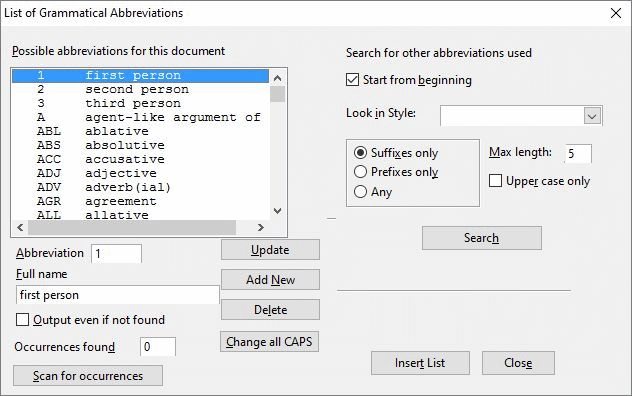 List of Grammatical Abbreviations
Possible abbreviations for this document
1 first person
2 second person
3 third person
A agent-like argument of
ABL ablative
ABS absolutive
ACC accusative
ADJ adjective
ADV adverb(ial)
AGR agreement
ALL allative
Abbreviation 1
Full name
first person
Output even if not found
Occurrences found 0
Scan for occurrences
Update
Add New
Delete
Change all CAPS
Search for other abbreviations used
Start from beginning
Look in Style:
Suffixes only
Prefixes only
Any
Max length: 5
Upper case only
Search
Insert List
Close